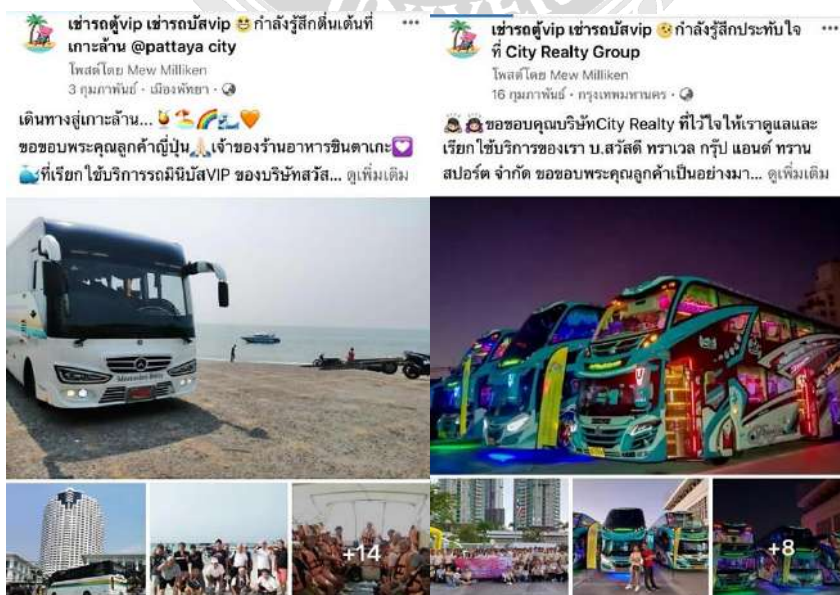 เช่ารถตู้vip เช่ารถบัสvip 😆 กำลังรู้สึกตื่นเต้นที่
เกาะล้าน @pattaya city
โพสต์โดย Mew Milliken
3 กุมภาพันธ์ · เมืองพัทยา ·
เดินทางสู่เกาะล้าน...🍹🏖️🌈🌊🧡
ขอขอบพระคุณลูกค้าญี่ปุ่น🙏🏻เจ้าของร้านอาหารชินตาเกะ💟
🐳ที่เรียกใช้บริการรถมินิบัสVIP ของบริษัทสวัส... ดูเพิ่มเติม
Mercedes-Benz
+14
เช่ารถตู้vip เช่ารถบัสvip 🥹กำลังรู้สึกประทับใจ
ที่ City Realty Group
โพสต์โดย Mew Milliken
16 กุมภาพันธ์ · กรุงเทพมหานคร ·
🙇🏻‍♂️🙇🏻‍♀️ขอขอบคุณบริษัทCity Realty ที่ไว้ใจให้เราดูแลและ
เรียกใช้บริการของเรา บ.สวัสดี ทราเวล กรุ๊ป แอนด์ ทราน
สปอร์ต จำกัด ขอขอบพระคุณลูกค้าเป็นอย่างมา... ดูเพิ่มเติม
+8